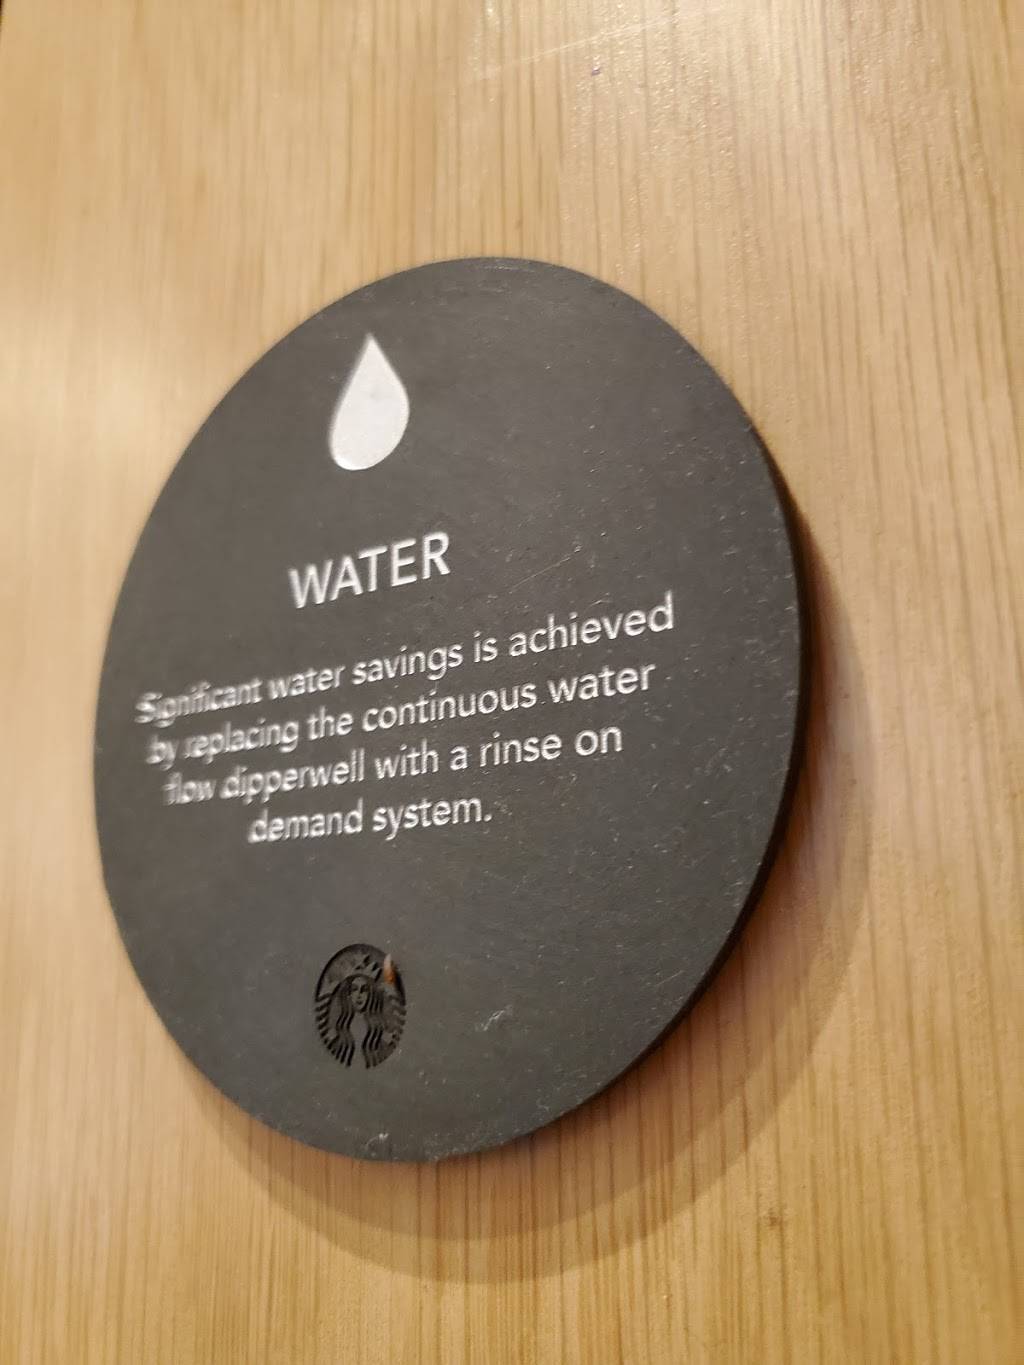 WATER
Significant water savings is achieved
by replacing the continuous water
flow dipperwell with a rinse on
demand system.